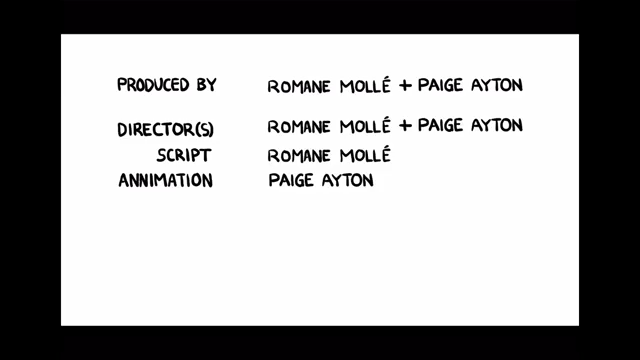 PRODUCED BY ROMANE MOLLÉ + PAIGE AYTON
DIRECTOR(S) ROMANE MOLLÉ + PAIGE AYTON
SCRIPT ROMANE MOLLÉ
ANNIMATION PAIGE AYTON